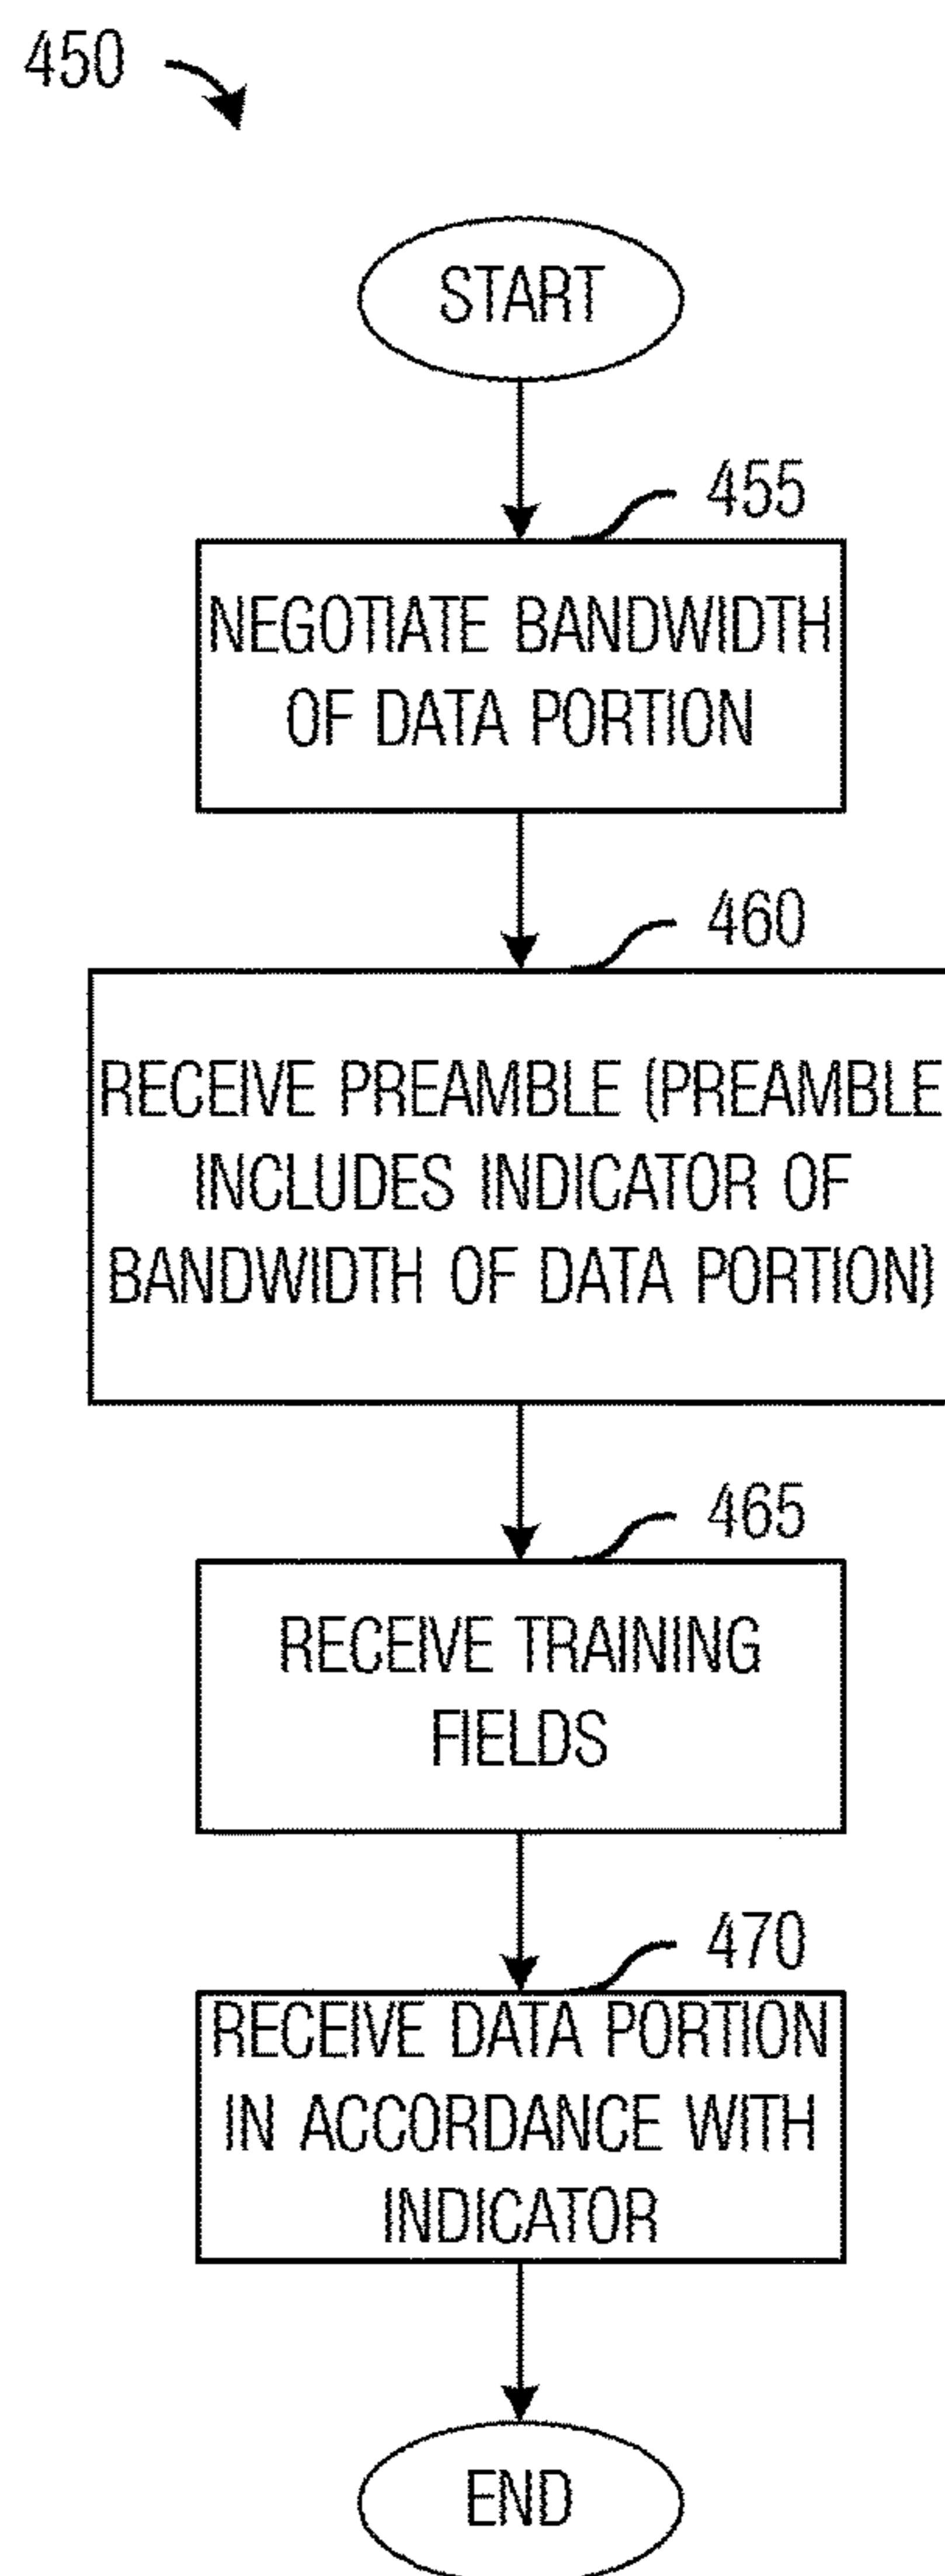 450
START
455
NEGOTIATE BANDWIDTH
OF DATA PORTION
460
RECEIVE PREAMBLE (PREAMBLE
INCLUDES INDICATOR OF
BANDWIDTH OF DATA PORTION)
465
RECEIVE TRAINING
FIELDS
470
RECEIVE DATA PORTION
IN ACCORDANCE WITH
INDICATOR
END